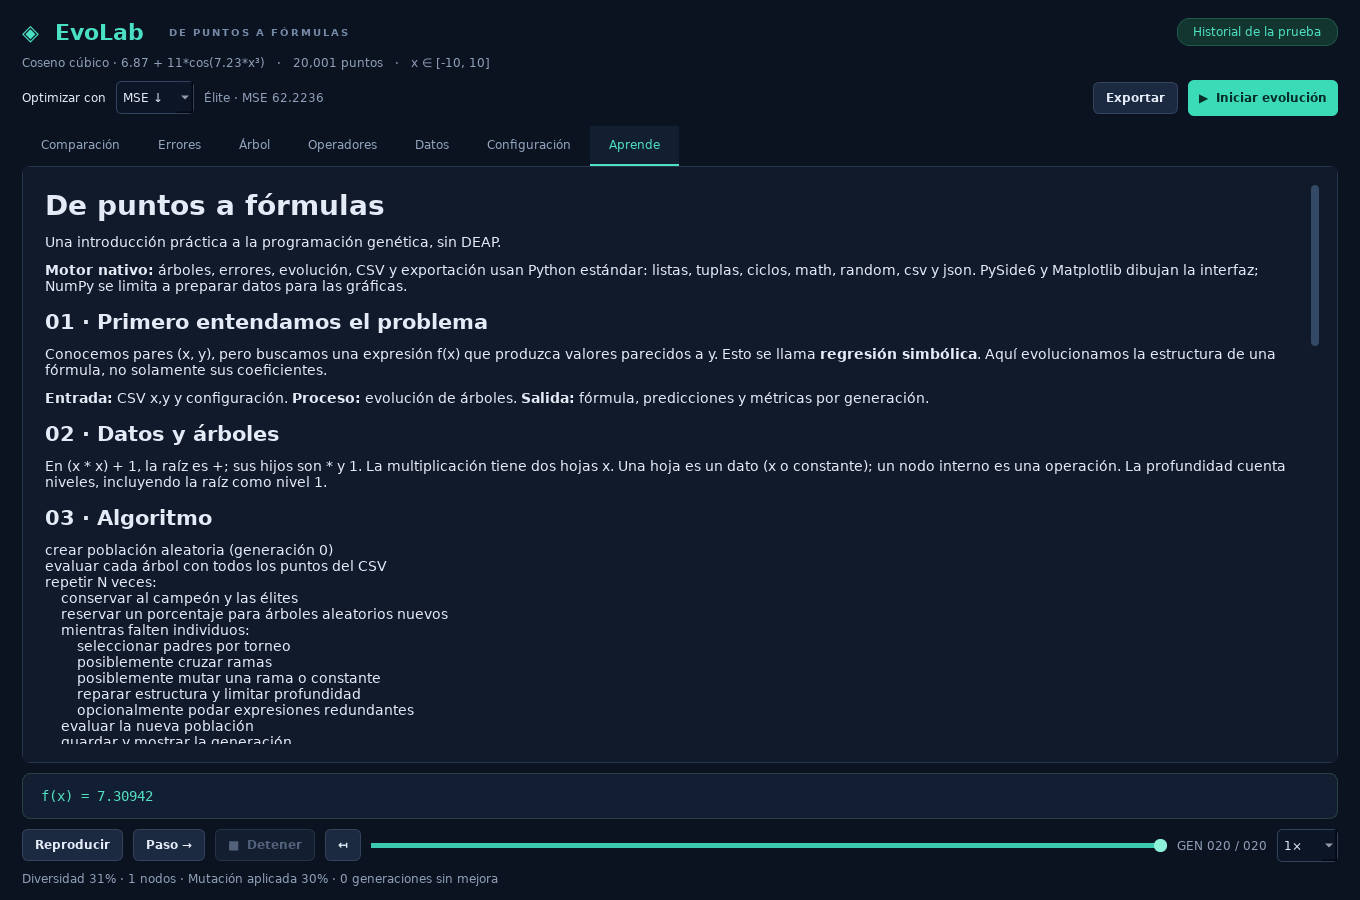 ◈ EvoLab DE PUNTOS A FÓRMULAS
Historial de la prueba
Coseno cúbico · 6.87 + 11*cos(7.23*x³) · 20,001 puntos · x ∈ [-10, 10]
Optimizar con MSE ↓ Élite · MSE 62.2236
Exportar ▶ Iniciar evolución
Comparación Errores Árbol Operadores Datos Configuración Aprende
De puntos a fórmulas
Una introducción práctica a la programación genética, sin DEAP.
Motor nativo: árboles, errores, evolución, CSV y exportación usan Python estándar: listas, tuplas, ciclos, math, random, csv y json. PySide6 y Matplotlib dibujan la interfaz;
NumPy se limita a preparar datos para las gráficas.
01 · Primero entendamos el problema
Conocemos pares (x, y), pero buscamos una expresión f(x) que produzca valores parecidos a y. Esto se llama regresión simbólica. Aquí evolucionamos la estructura de una
fórmula, no solamente sus coeficientes.
Entrada: CSV x,y y configuración. Proceso: evolución de árboles. Salida: fórmula, predicciones y métricas por generación.
02 · Datos y árboles
En (x * x) + 1, la raíz es +; sus hijos son * y 1. La multiplicación tiene dos hojas x. Una hoja es un dato (x o constante); un nodo interno es una operación. La profundidad cuenta
niveles, incluyendo la raíz como nivel 1.
03 · Algoritmo
crear población aleatoria (generación 0)
evaluar cada árbol con todos los puntos del CSV
repetir N veces:
conservar al campeón y las élites
reservar un porcentaje para árboles aleatorios nuevos
mientras falten individuos:
seleccionar padres por torneo
posiblemente cruzar ramas
posiblemente mutar una rama o constante
reparar estructura y limitar profundidad
opcionalmente podar expresiones redundantes
evaluar la nueva población
guardar y mostrar la generación
f(x) = 7.30942
Reproducir Paso → ■ Detener ↤ GEN 020 / 020 1×
Diversidad 31% · 1 nodos · Mutación aplicada 30% · 0 generaciones sin mejora